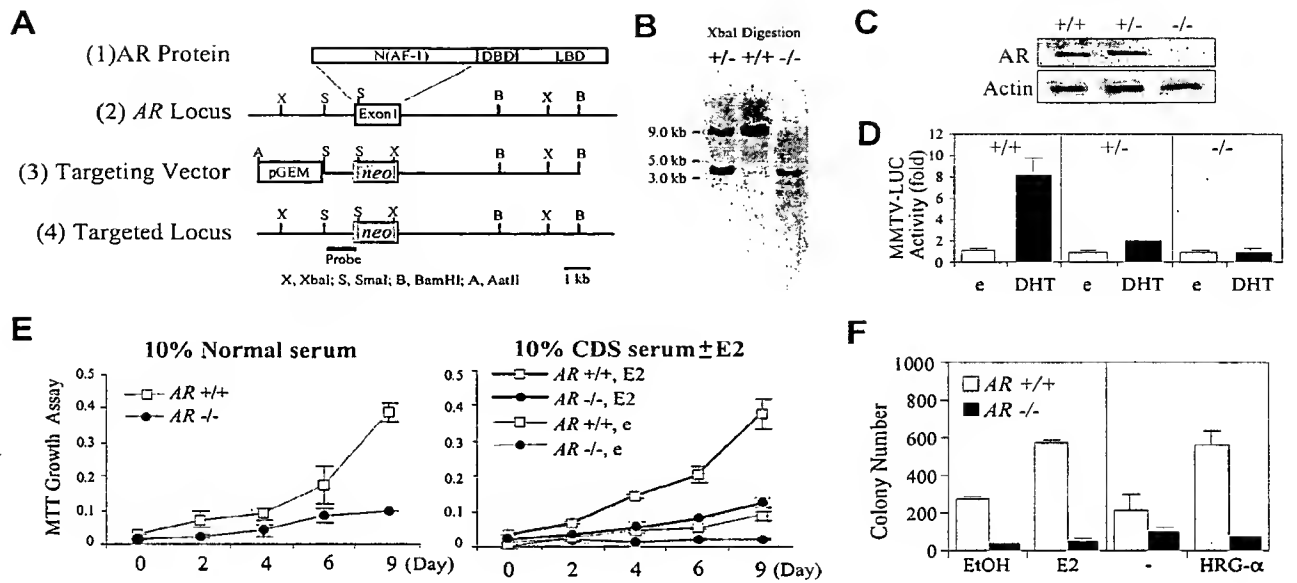 A
(1)AR Protein
N(AF-1)
DBD
LBD
(2) AR Locus
X
S
S
Exon1
B
X
B
(3) Targeting Vector
A
pGEM
S
S
X
neo
B
X
B
(4) Targeted Locus
X
S
S
X
neo
B
X
B
Probe
X, XbaI; S, SmaI; B, BamHI; A, AatII
1 kb
B
XbaI Digestion
+/- +/+ -/-
9.0 kb
5.0 kb
3.0 kb
C
+/+ +/- -/-
AR
Actin
D
MMTV-LUC
Activity (fold)
12
10
8
6
4
2
0
+/+
+/-
-/-
e DHT e DHT e DHT
E
10% Normal serum
MTT Growth Assay
0.5
0.4
0.3
0.2
0.1
0
AR +/+
AR -/-
0 2 4 6 9 (Day)
10% CDS serum±E2
0.5
0.4
0.3
0.2
0.1
0
AR +/+, E2
AR -/-, E2
AR +/+, e
AR -/-, e
0 2 4 6 9 (Day)
F
Colony Number
1000
800
600
400
200
0
AR +/+
AR -/-
EtOH E2 - HRG-α